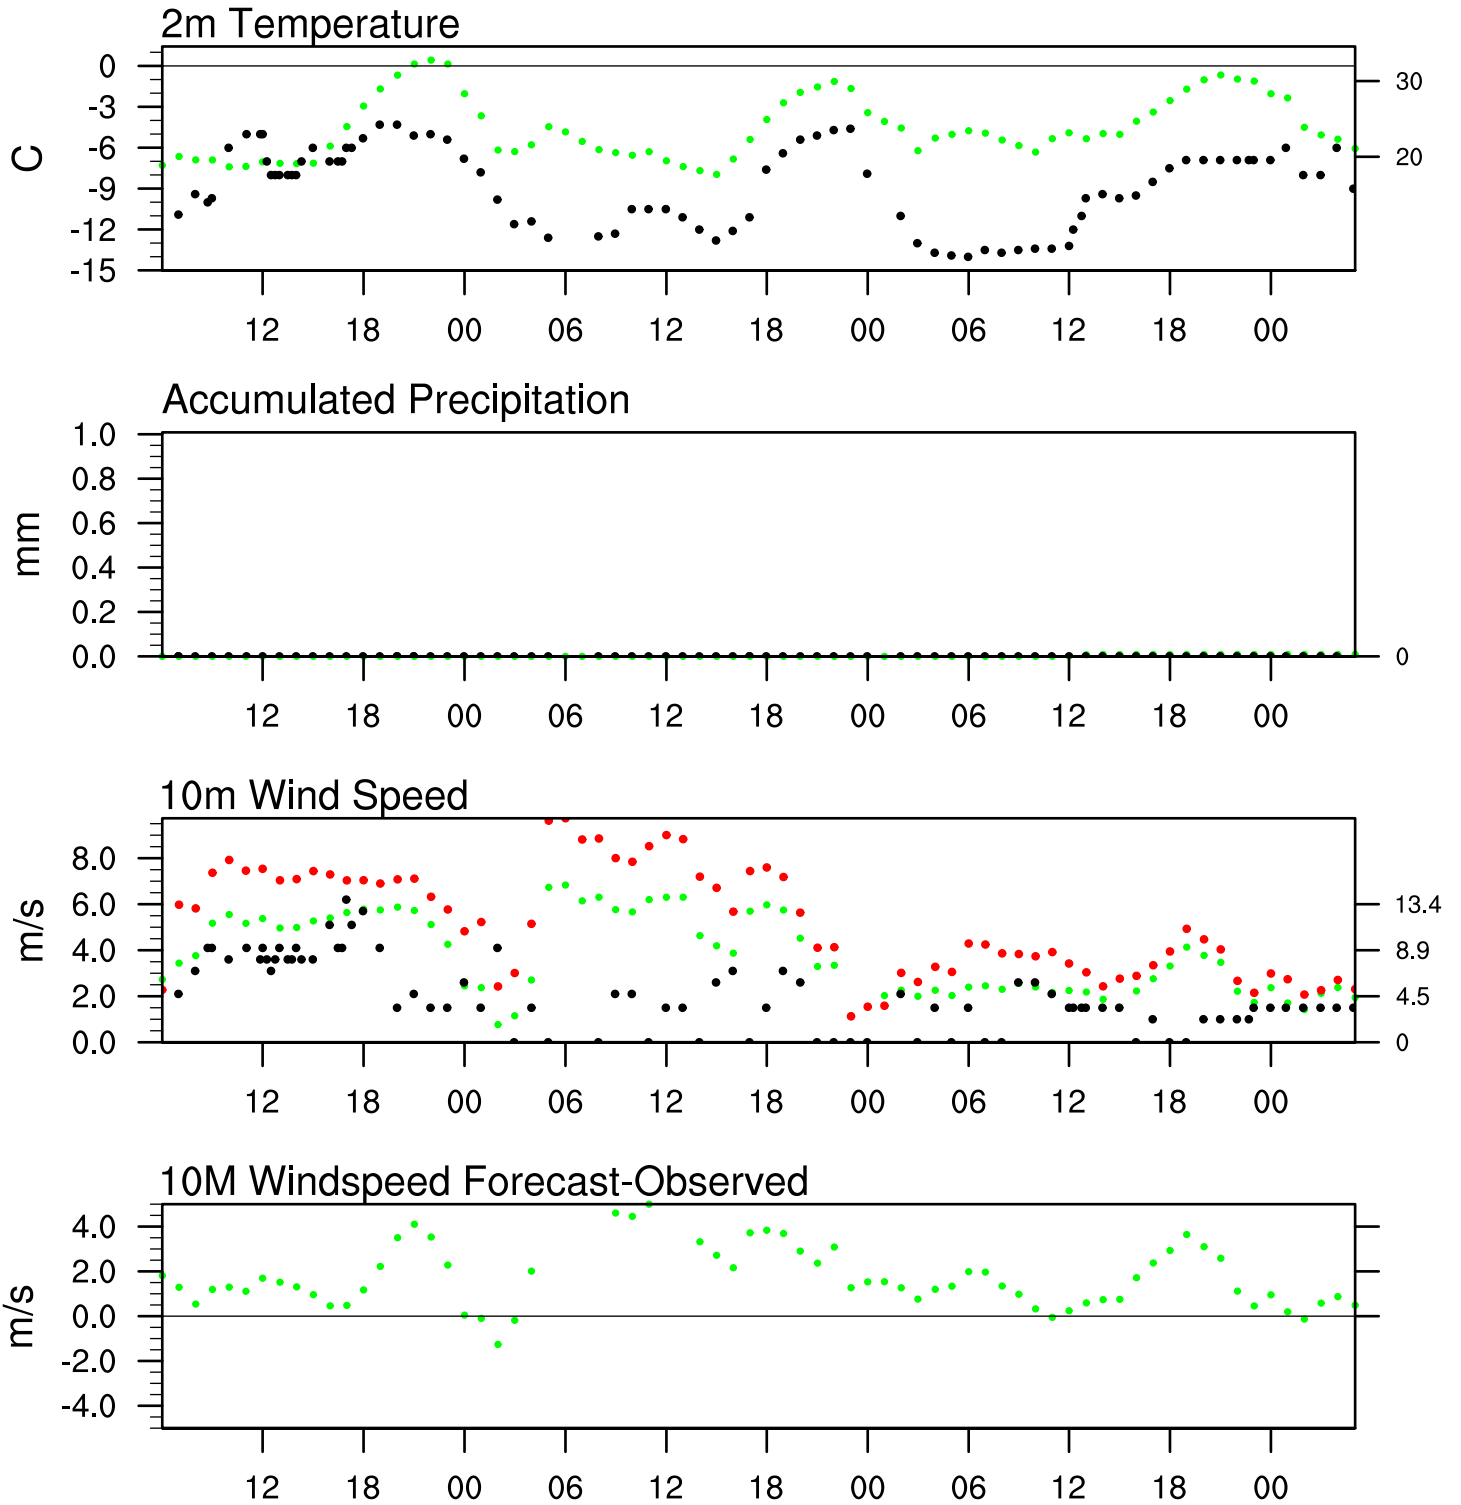 2m Temperature
0
-3
30
-6
20
C
-9
-12
-15
12 18 00 06 12 18 00 06 12 18 00
Accumulated Precipitation
1.0
0.8
0.6
mm
0.4
0.2
0.0 0
12 18 00 06 12 18 00 06 12 18 00
10m Wind Speed
8.0
6.0 13.4
m/s
4.0 8.9
2.0 4.5
0.0 0
12 18 00 06 12 18 00 06 12 18 00
10M Windspeed Forecast-Observed
4.0
2.0
m/s
0.0
-2.0
-4.0
12 18 00 06 12 18 00 06 12 18 00